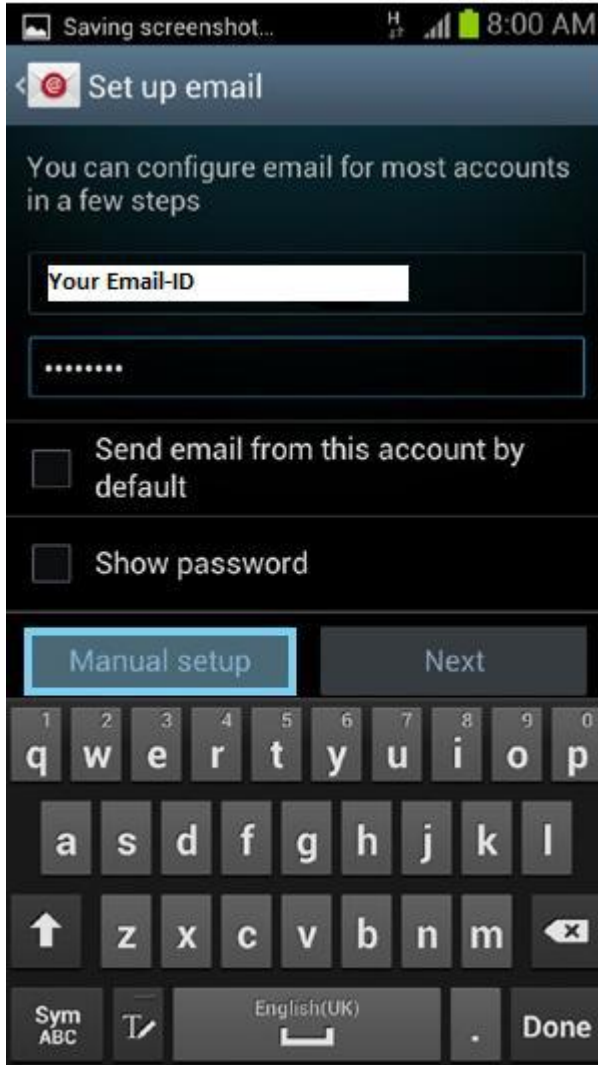 Saving screenshot... H 8:00 AM
Set up email
You can configure email for most accounts
in a few steps
Your Email-ID
••••••••
Send email from this account by
default
Show password
Manual setup Next
1 2 3 4 5 6 7 8 9 0
q w e r t y u i o p
a s d f g h j k l
z x c v b n m
English(UK)
Sym
ABC T . Done